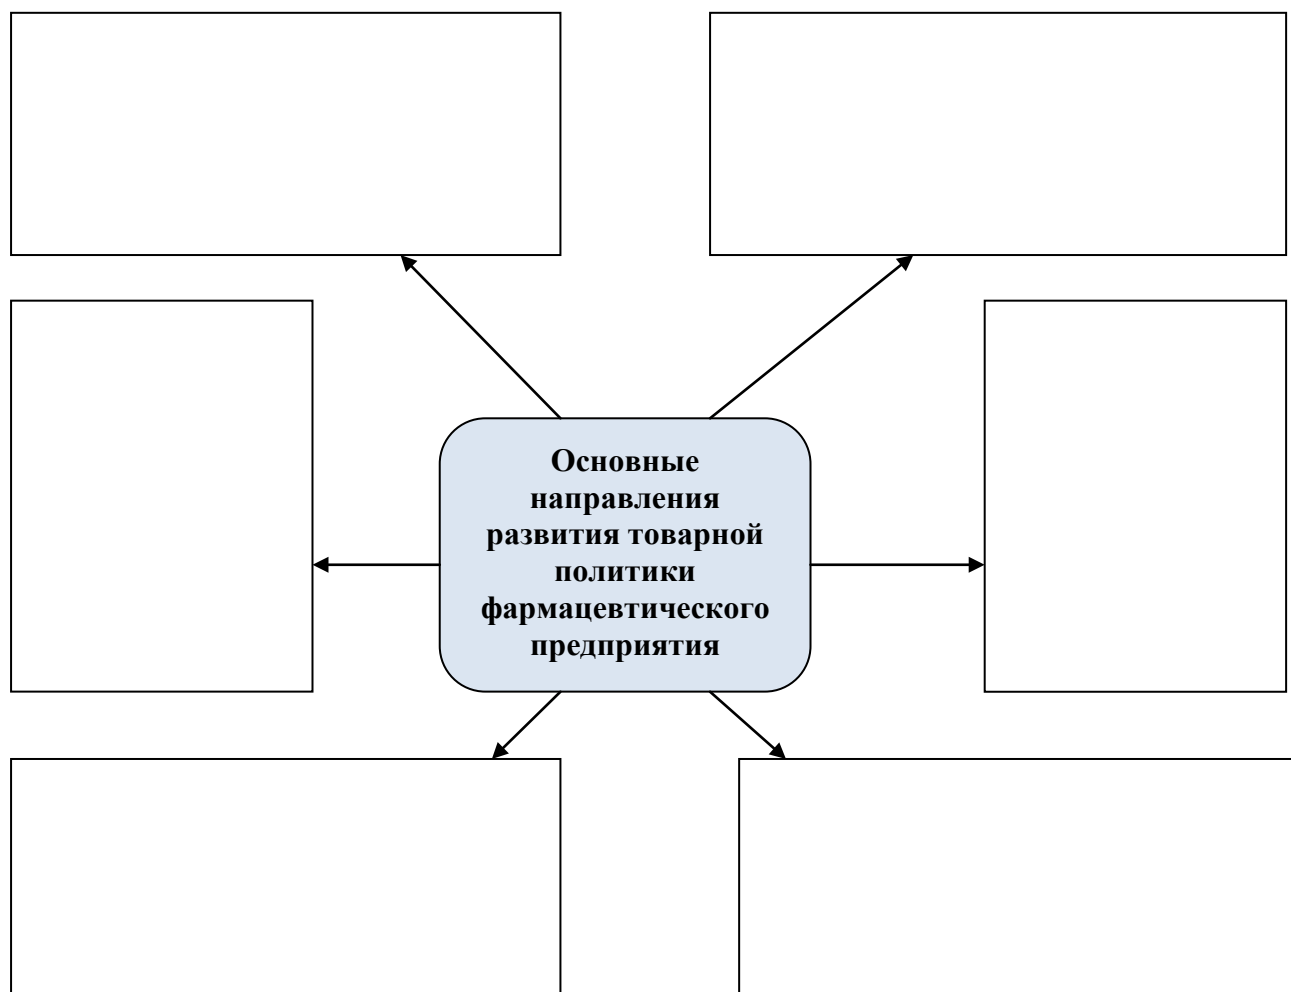 Основные
направления
развития товарной
политики
фармацевтического
предприятия